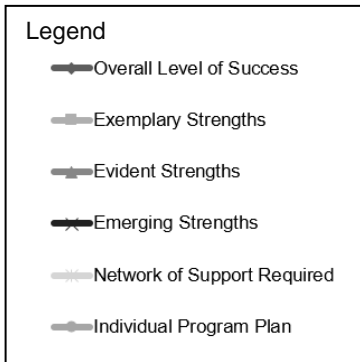 Legend
Overall Level of Success
Exemplary Strengths
Evident Strengths
Emerging Strengths
Network of Support Required
Individual Program Plan